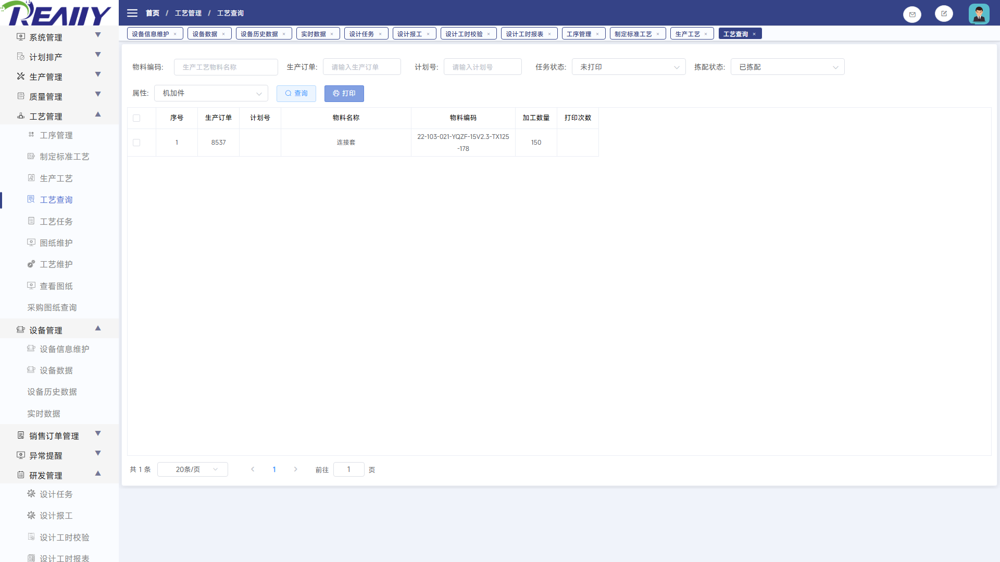 REAllY
首页 / 工艺管理 / 工艺查询
设备信息维护 × 设备数据 × 设备历史数据 × 实时数据 × 设计任务 × 设计报工 × 设计工时校验 × 设计工时报表 × 工序管理 × 制定标准工艺 × 生产工艺 × 工艺查询 ×
系统管理
计划排产
生产管理
质量管理
工艺管理
工序管理
制定标准工艺
生产工艺
工艺查询
工艺任务
图纸维护
工艺维护
查看图纸
采购图纸查询
设备管理
设备信息维护
设备数据
设备历史数据
实时数据
销售订单管理
异常提醒
研发管理
设计任务
设计报工
设计工时校验
设计工时报表
物料编码: 生产工艺物料名称 生产订单: 请输入生产订单 计划号: 请输入计划号 任务状态: 未打印 拣配状态: 已拣配
属性: 机加件 查询 打印
序号 生产订单 计划号 物料名称 物料编码 加工数量 打印次数
1 8537 连接套 22-103-021-YQZF-15V2.3-TX125 150
-178
共 1 条 20条/页 1 前往 1 页